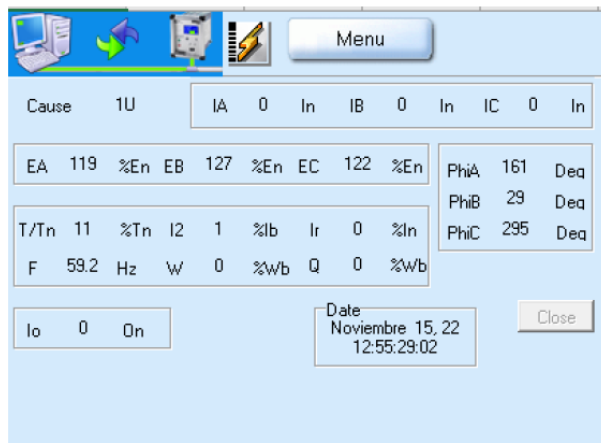 Menu
Cause 1U IA 0 In IB 0 In IC 0 In
EA 119 %En EB 127 %En EC 122 %En
PhiA 161 Deg
PhiB 29 Deg
PhiC 295 Deg
T/Tn 11 %Tn I2 1 %Ib Ir 0 %In
F 59.2 Hz W 0 %Wb Q 0 %Wb
Io 0 On
Date
Noviembre 15, 22
12:55:29:02
Close